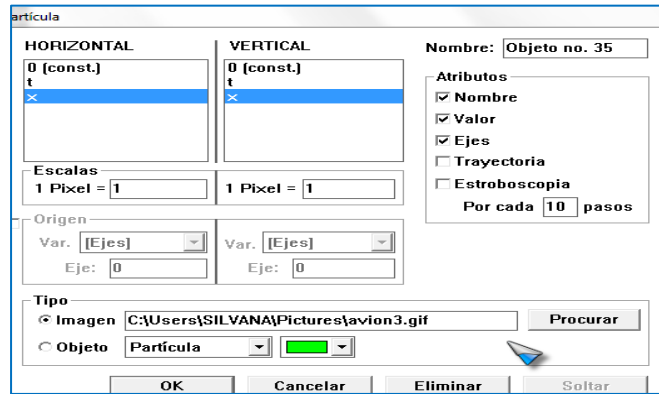 artícula
HORIZONTAL
VERTICAL
Nombre: Objeto no. 35
0 (const.)
t
x
0 (const.)
t
x
Atributos
Nombre
Valor
Ejes
Trayectoria
Estroboscopia
Por cada 10 pasos
Escalas
1 Pixel = 1
1 Pixel = 1
Origen
Var. [Ejes]
Var. [Ejes]
Eje: 0
Eje: 0
Tipo
Imagen C:\Users\SILVANA\Pictures\avion3.gif Procurar
Objeto Partícula
OK Cancelar Eliminar Soltar